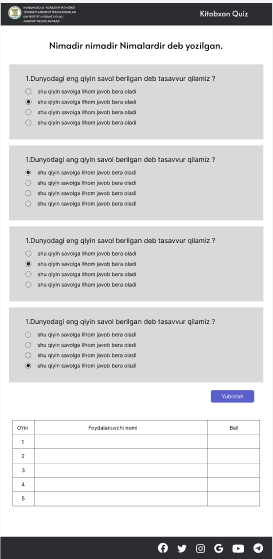 Kitobxon Quiz
Nimadir nimadir Nimalardir deb yozilgan.
1.Dunyodagi eng qiyin savol berilgan deb tasavvur qilamiz ?
shu qiyin savolga Ilhom javob bera oladi
shu qiyin savolga Ilhom javob bera oladi
shu qiyin savolga Ilhom javob bera oladi
shu qiyin savolga Ilhom javob bera oladi
1.Dunyodagi eng qiyin savol berilgan deb tasavvur qilamiz ?
shu qiyin savolga Ilhom javob bera oladi
shu qiyin savolga Ilhom javob bera oladi
shu qiyin savolga Ilhom javob bera oladi
shu qiyin savolga Ilhom javob bera oladi
1.Dunyodagi eng qiyin savol berilgan deb tasavvur qilamiz ?
shu qiyin savolga Ilhom javob bera oladi
shu qiyin savolga Ilhom javob bera oladi
shu qiyin savolga Ilhom javob bera oladi
shu qiyin savolga Ilhom javob bera oladi
1.Dunyodagi eng qiyin savol berilgan deb tasavvur qilamiz ?
shu qiyin savolga Ilhom javob bera oladi
shu qiyin savolga Ilhom javob bera oladi
shu qiyin savolga Ilhom javob bera oladi
shu qiyin savolga Ilhom javob bera oladi
Yuborish
O'rin Foydalanuvchi nomi Ball
1
2
3
4
5